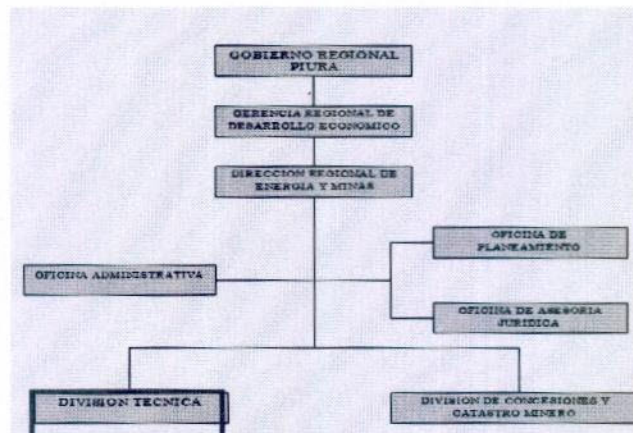 GOBIERNO REGIONAL
PIURA
GERENCIA REGIONAL DE
DESARROLLO ECONOMICO
DIRECCION REGIONAL DE
ENERGIA Y MINAS
OFICINA DE
PLANEAMIENTO
OFICINA ADMINISTRATIVA
OFICINA DE ASESORIA
JURIDICA
DIVISION TECNICA
DIVISION DE CONCESIONES Y
CATASTRO MINERO